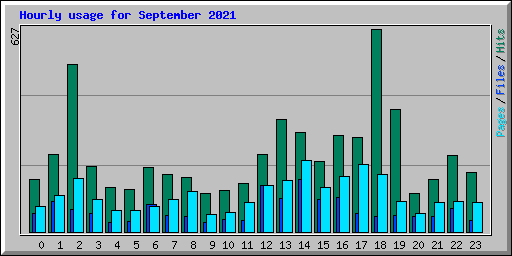 Hourly usage for September 2021
627
Pages/Files/Hits
0 1 2 3 4 5 6 7 8 9 10 11 12 13 14 15 16 17 18 19 20 21 22 23